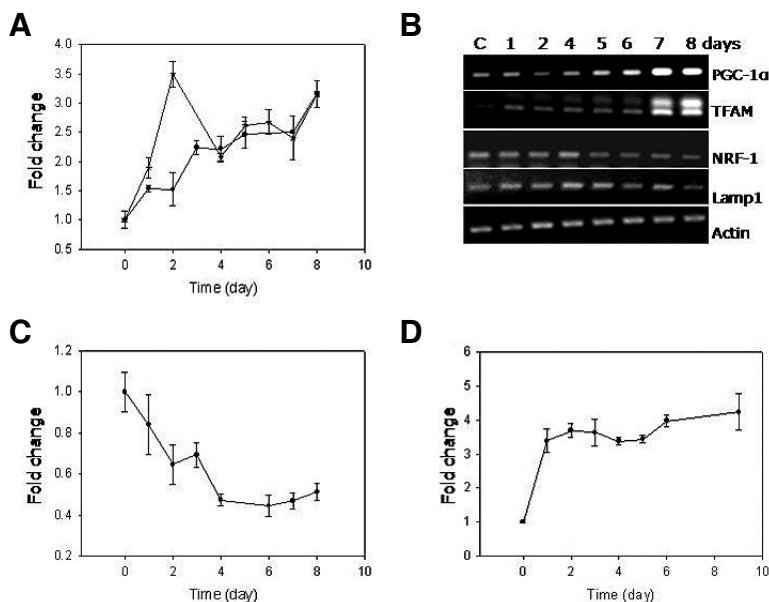 A
4.0
3.5
3.0
2.5
2.0
1.5
1.0
0.5
Fold change
0 2 4 6 8 10
Time (day)
B
C 1 2 4 5 6 7 8 days
PGC-1α
TFAM
NRF-1
Lamp1
Actin
C
1.2
1.0
0.8
0.6
0.4
0.2
Fold change
0 2 4 6 8 10
Time (day)
D
6
5
4
3
2
1
0
Fold change
0 2 4 6 8 10
Time (day)